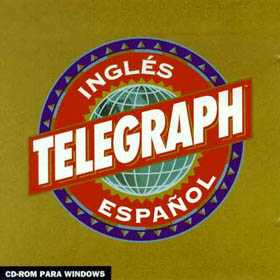 INGLÉS
TELEGRAPH
ESPAÑOL
CD-ROM PARA WINDOWS